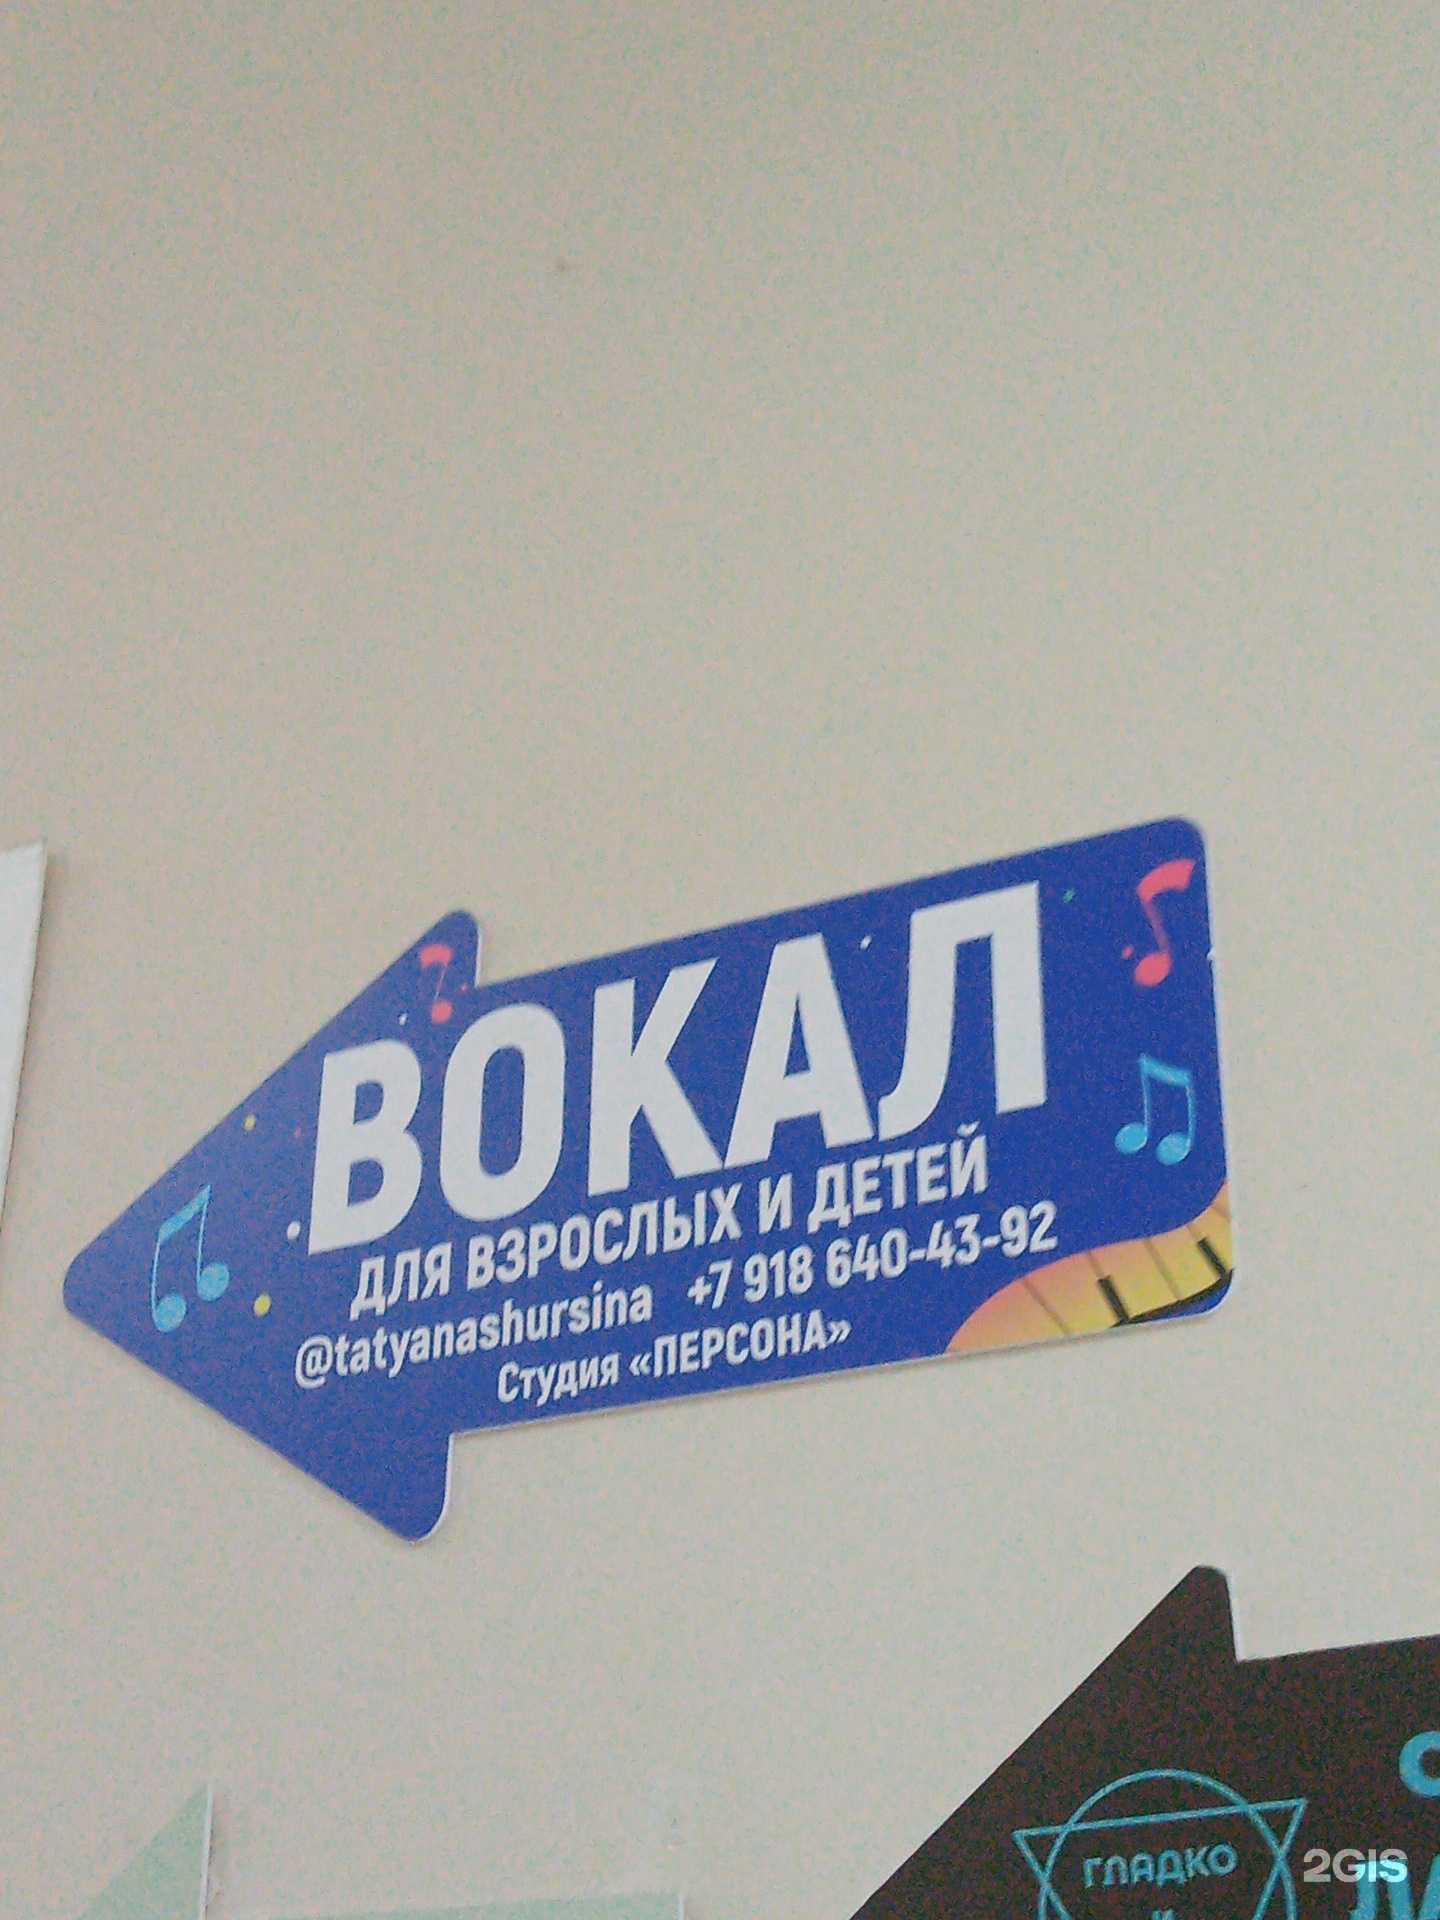 ВОКАЛ
ДЛЯ ВЗРОСЛЫХ И ДЕТЕЙ
@tatyanashursina +7 918 640-43-92
Студия «ПЕРСОНА»
ГЛАДКО
2GIS